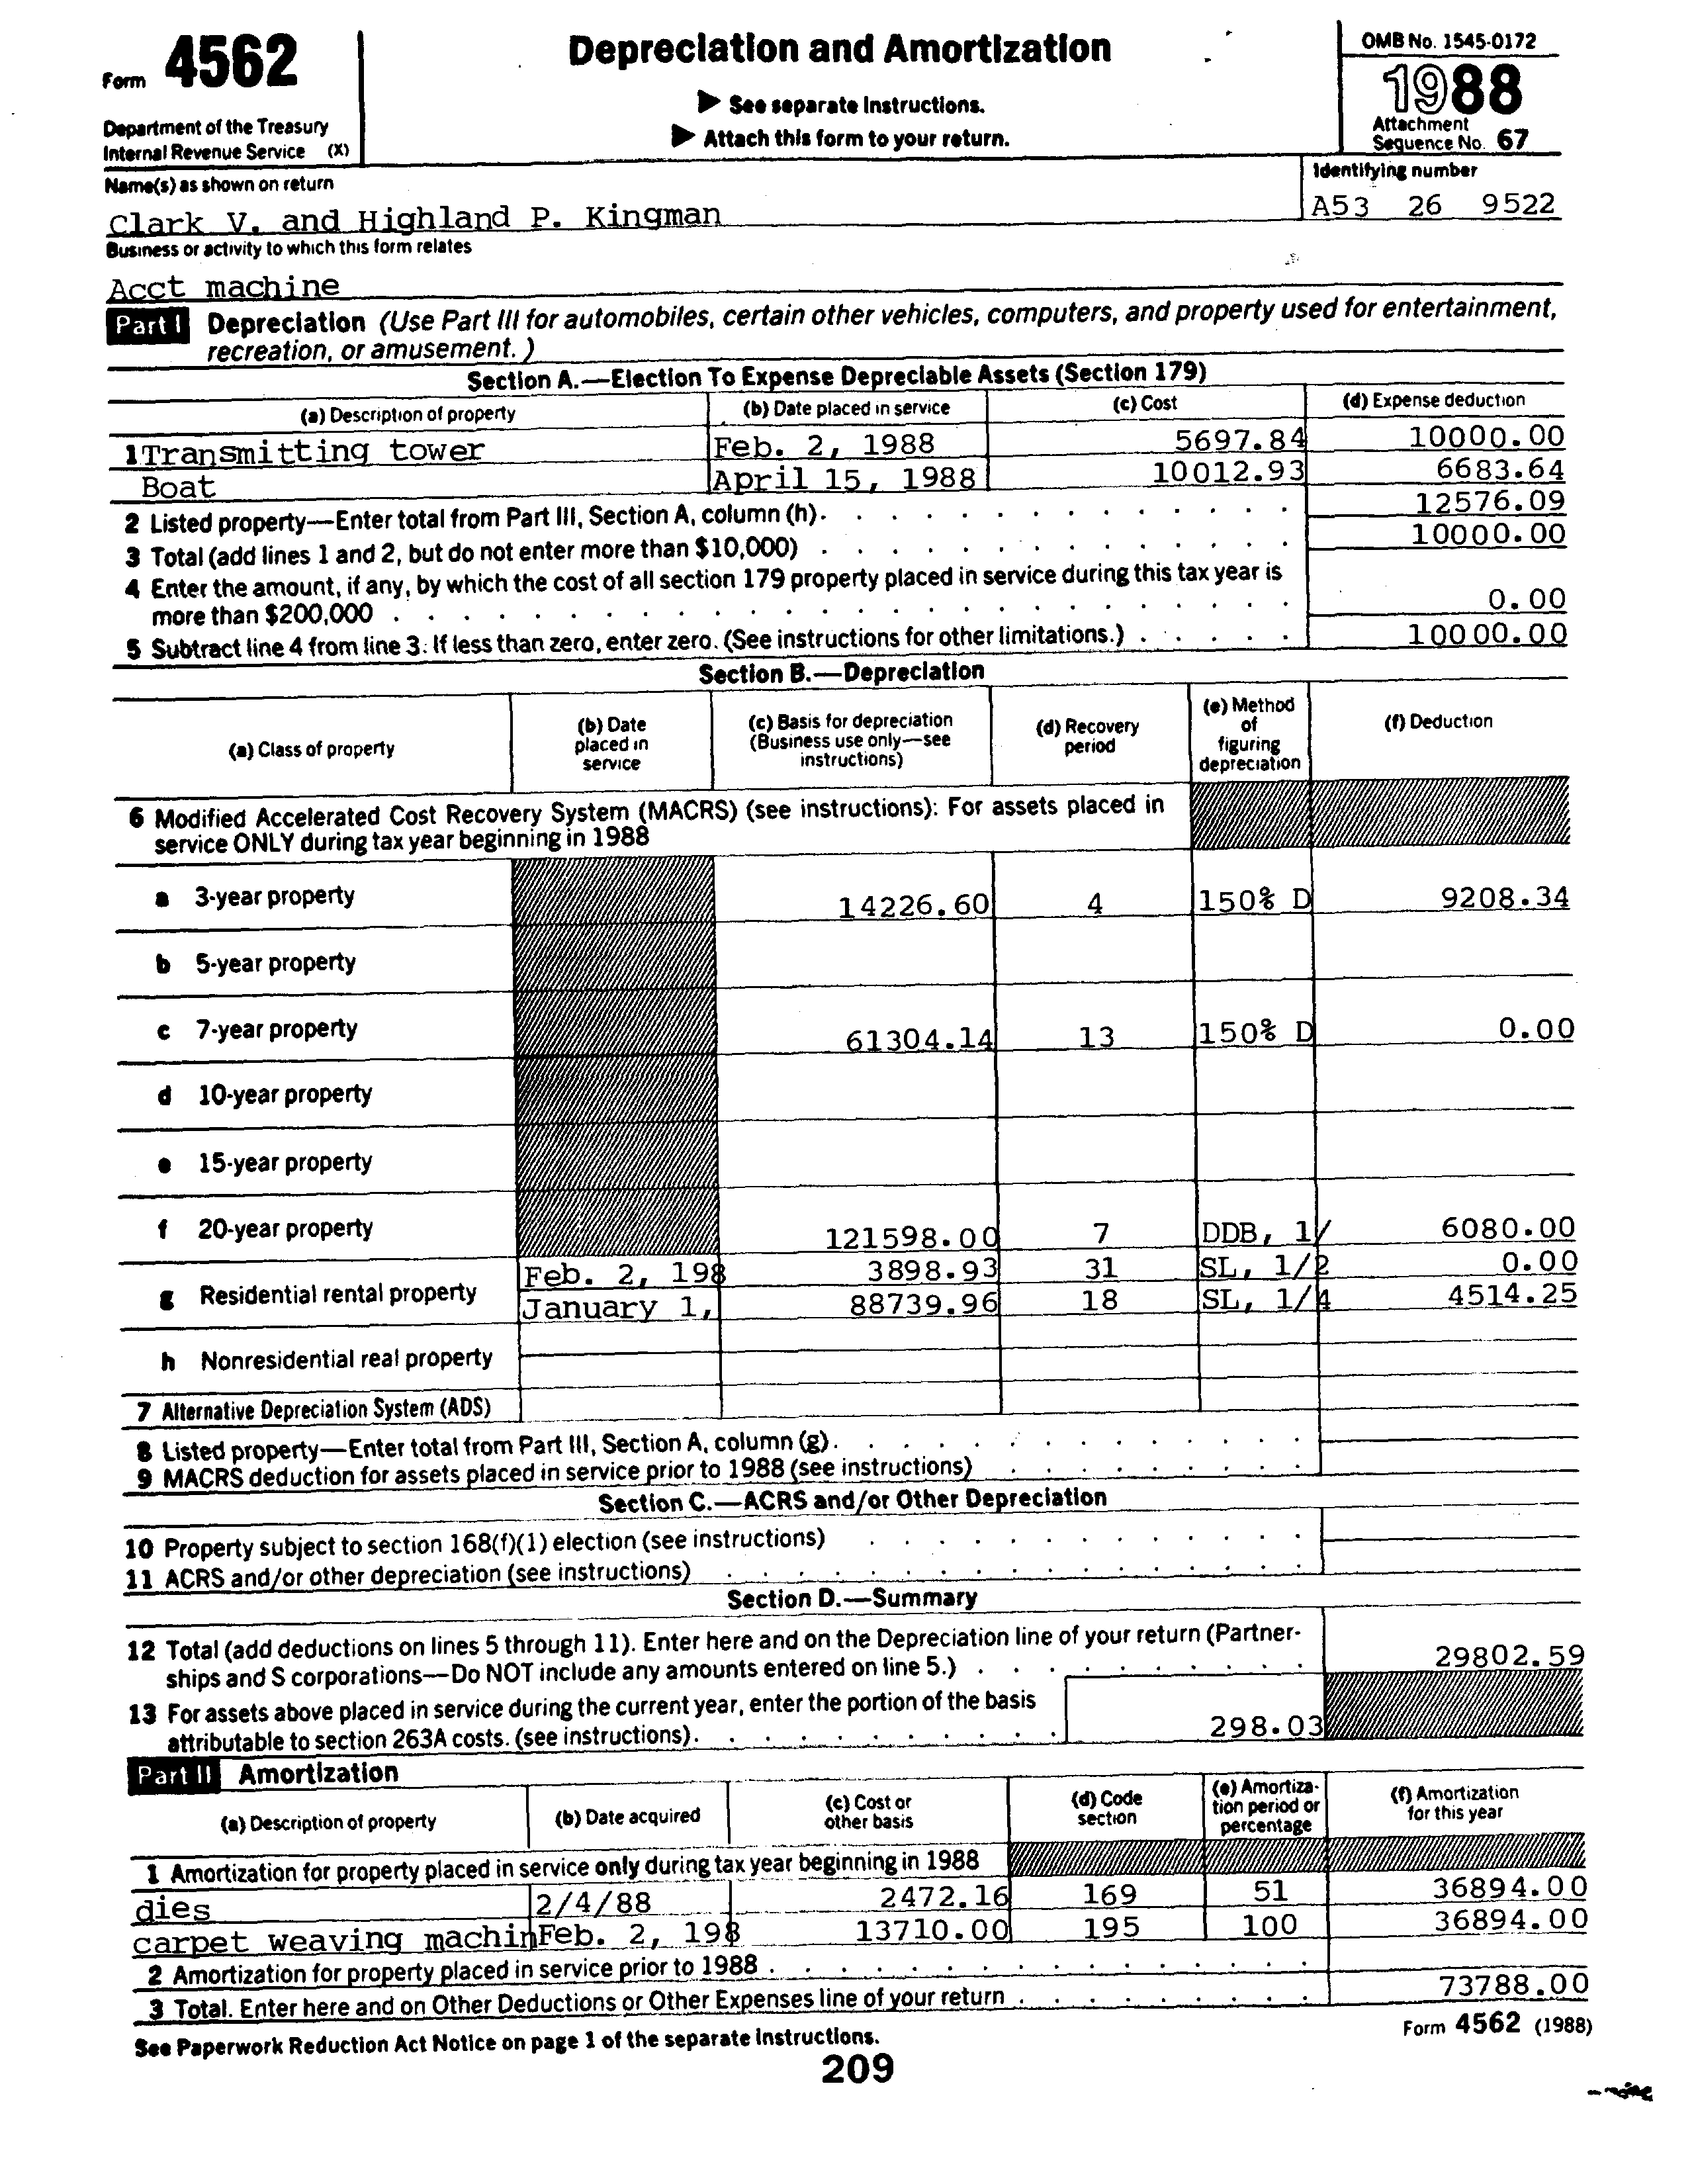 Form 4562
Department of the Treasury
Internal Revenue Service (X)
Depreciation and Amortization
▶ See separate Instructions.
▶ Attach this form to your return.
OMB No. 1545-0172
1988
Attachment
Sequence No. 67
Name(s) as shown on return
Identifying number
Clark V. and Highland P. Kingman
A53 26 9522
Business or activity to which this form relates
Acct machine
Part I Depreciation (Use Part III for automobiles, certain other vehicles, computers, and property used for entertainment,
recreation, or amusement. )
Section A.—Election To Expense Depreciable Assets (Section 179)
(a) Description of property (b) Date placed in service (c) Cost (d) Expense deduction
1 Transmitting tower Feb. 2, 1988 5697.84 10000.00
Boat April 15, 1988 10012.93 6683.64
2 Listed property—Enter total from Part III, Section A, column (h). 12576.09
3 Total (add lines 1 and 2, but do not enter more than $10,000) 10000.00
4 Enter the amount, if any, by which the cost of all section 179 property placed in service during this tax year is
more than $200,000 0.00
5 Subtract line 4 from line 3. If less than zero, enter zero. (See instructions for other limitations.) 10000.00
Section B.—Depreciation
(a) Class of property
(b) Date
placed in
service
(c) Basis for depreciation
(Business use only—see
instructions)
(d) Recovery
period
(e) Method
of
figuring
depreciation
(f) Deduction
6 Modified Accelerated Cost Recovery System (MACRS) (see instructions): For assets placed in
service ONLY during tax year beginning in 1988
a 3-year property 14226.60 4 150% D 9208.34
b 5-year property
c 7-year property 61304.14 13 150% D 0.00
d 10-year property
e 15-year property
f 20-year property 121598.00 7 DDB, 1/ 6080.00
Feb. 2, 198 3898.93 31 SL, 1/2 0.00
g Residential rental property
January 1, 88739.96 18 SL, 1/4 4514.25
h Nonresidential real property
7 Alternative Depreciation System (ADS)
8 Listed property—Enter total from Part III, Section A, column (g).
9 MACRS deduction for assets placed in service prior to 1988 (see instructions)
Section C.—ACRS and/or Other Depreciation
10 Property subject to section 168(f)(1) election (see instructions)
11 ACRS and/or other depreciation (see instructions)
Section D.—Summary
12 Total (add deductions on lines 5 through 11). Enter here and on the Depreciation line of your return (Partner-
ships and S corporations—Do NOT include any amounts entered on line 5.) 29802.59
13 For assets above placed in service during the current year, enter the portion of the basis
attributable to section 263A costs. (see instructions). 298.03
Part II Amortization
(a) Description of property
(b) Date acquired
(c) Cost or
other basis
(d) Code
section
(e) Amortiza-
tion period or
percentage
(f) Amortization
for this year
1 Amortization for property placed in service only during tax year beginning in 1988
dies 2/4/88 2472.16 169 51 36894.00
carpet weaving machin Feb. 2, 198 13710.00 195 100 36894.00
2 Amortization for property placed in service prior to 1988 .
3 Total. Enter here and on Other Deductions or Other Expenses line of your return . 73788.00
See Paperwork Reduction Act Notice on page 1 of the separate instructions.
Form 4562 (1988)
209